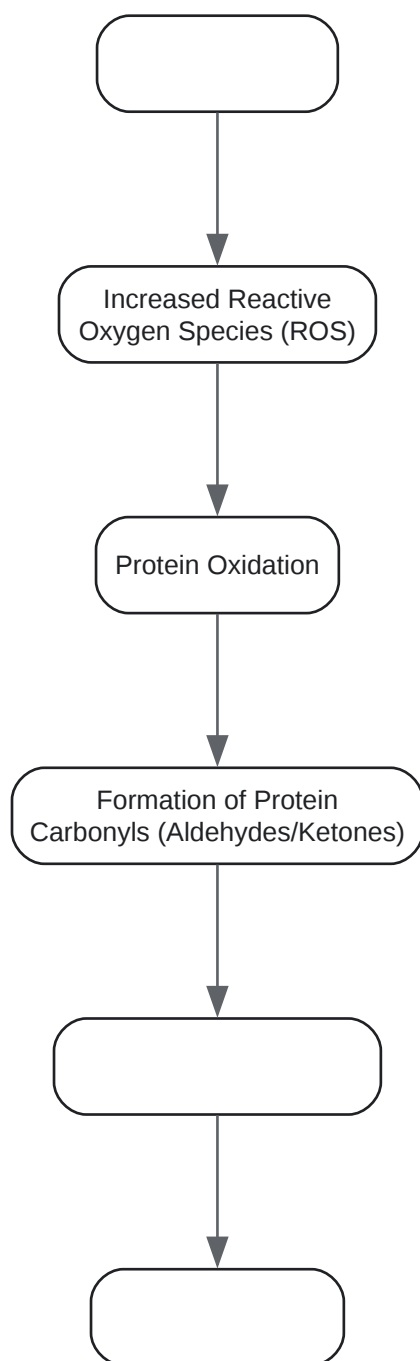 Increased Reactive
Oxygen Species (ROS)
Protein Oxidation
Formation of Protein
Carbonyls (Aldehydes/Ketones)